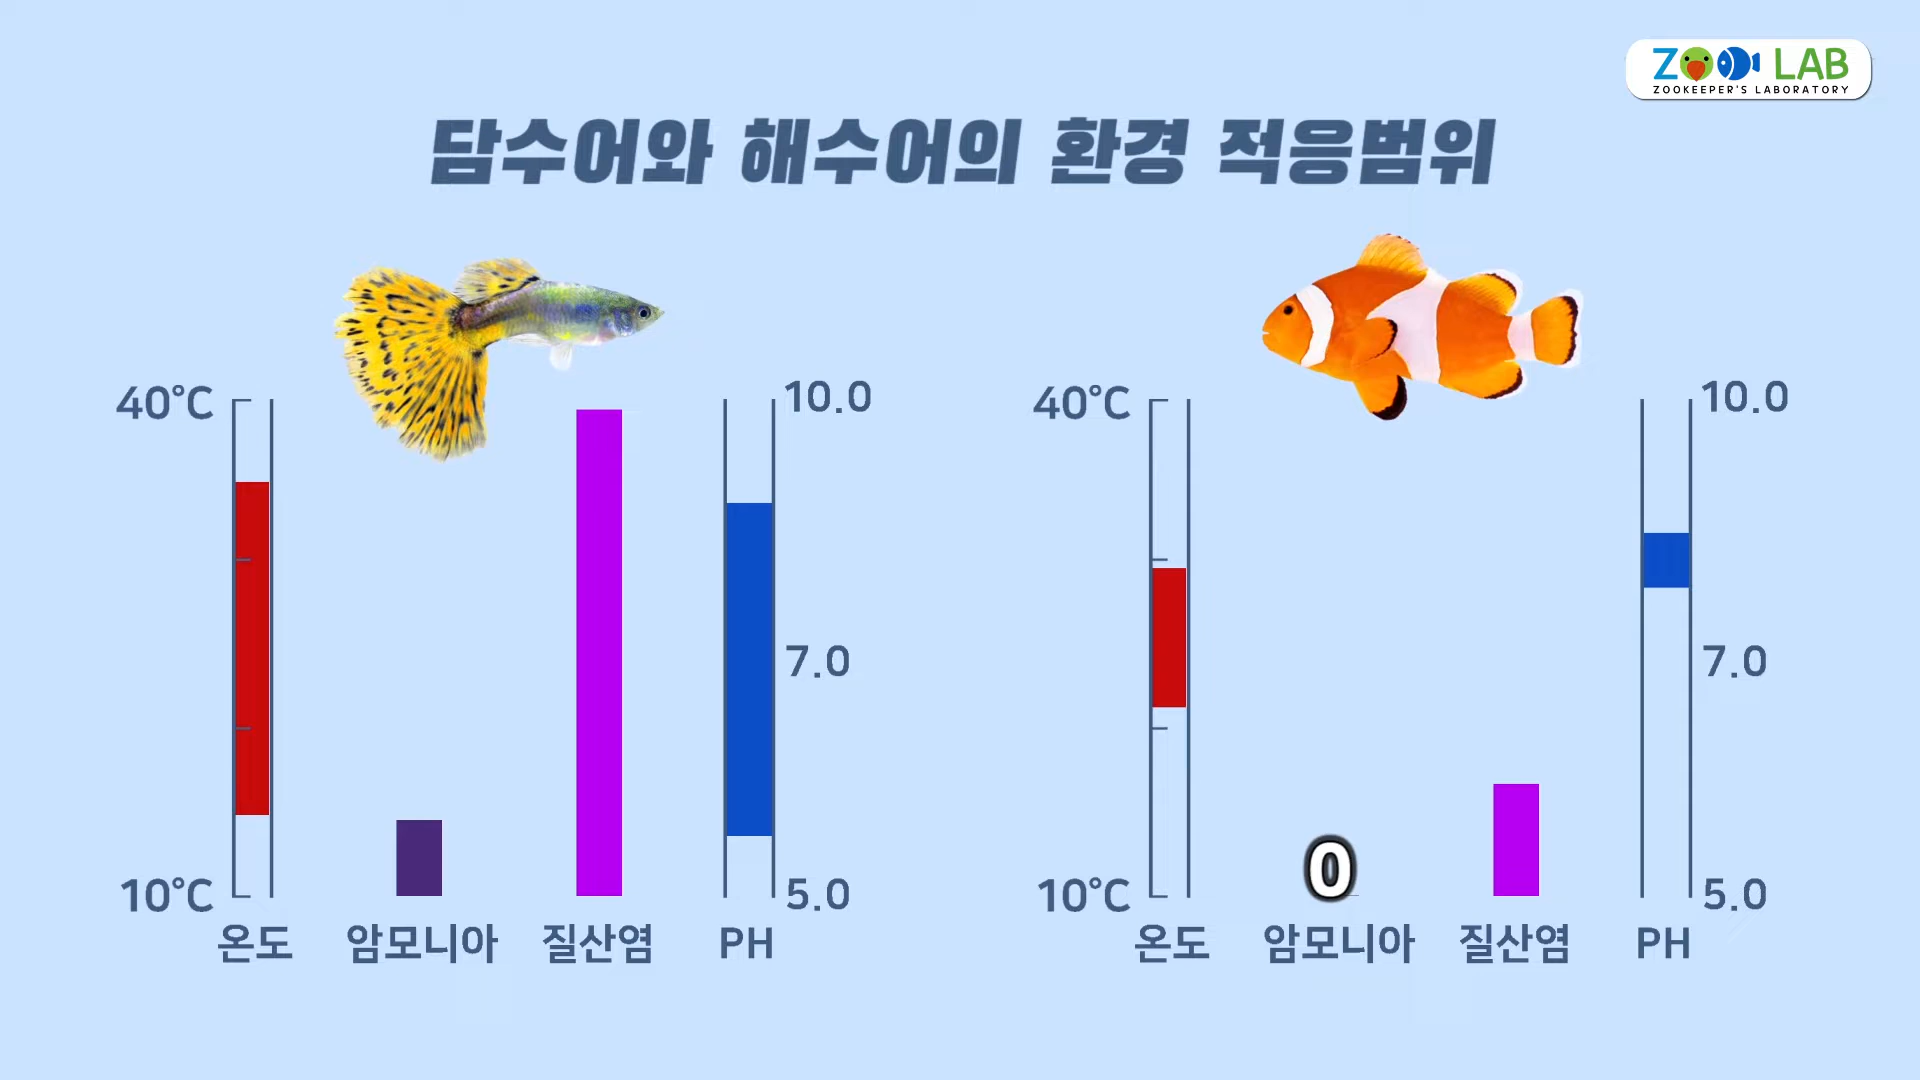 ZOO LAB
ZOOKEEPER'S LABORATORY
담수어와 해수어의 환경 적응범위
40°C
10.0
7.0
10°C
5.0
온도 암모니아 질산염 PH
40°C
10.0
7.0
0
10°C
5.0
온도 암모니아 질산염 PH